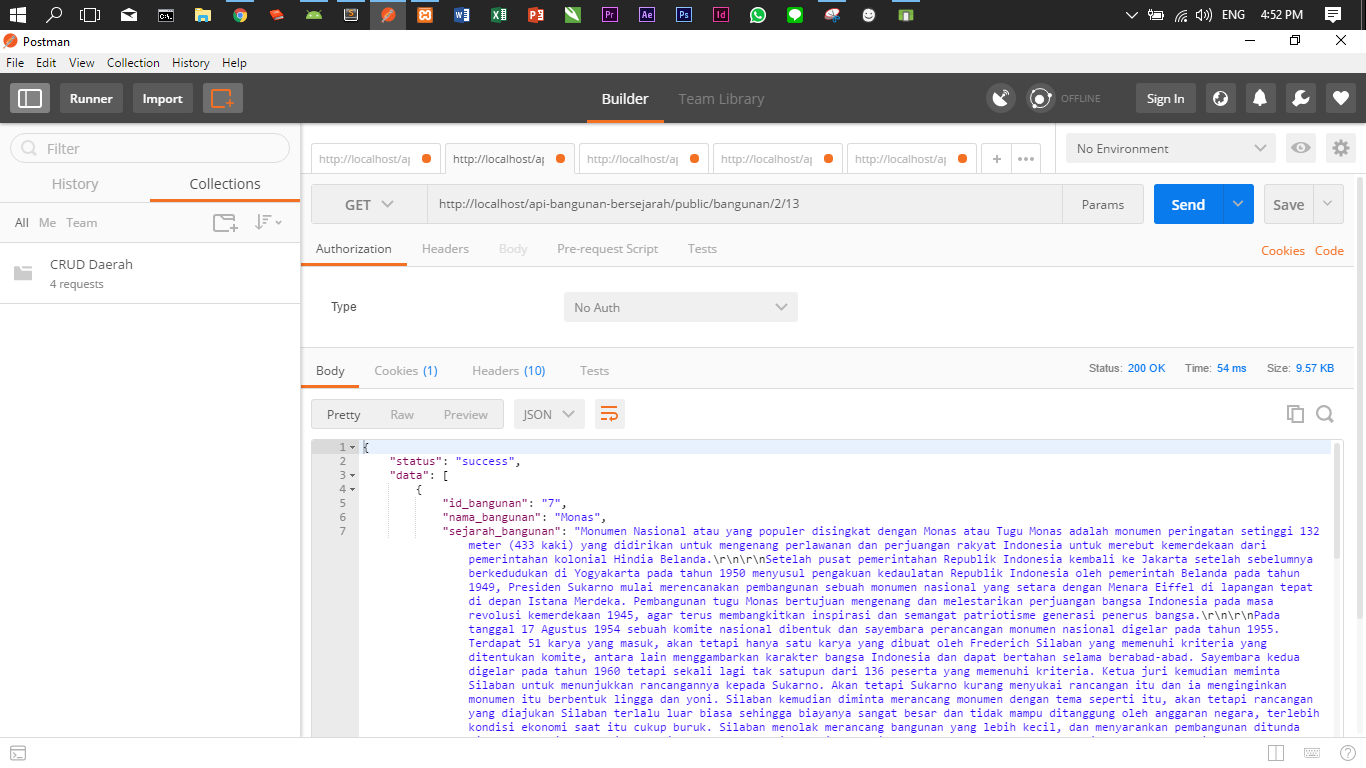 ENG 4:52 PM
Postman
File Edit View Collection History Help
Runner Import Builder Team Library OFFLINE Sign In
Filter
History Collections
All Me Team
CRUD Daerah
4 requests
http://localhost/ap http://localhost/ap http://localhost/ap http://localhost/ap http://localhost/ap + ••• No Environment
GET http://localhost/api-bangunan-bersejarah/public/bangunan/2/13 Params Send Save
Authorization Headers Body Pre-request Script Tests Cookies Code
Type No Auth
Body Cookies (1) Headers (10) Tests Status: 200 OK Time: 54 ms Size: 9.57 KB
Pretty Raw Preview JSON
1 {
2 "status": "success",
3 "data": [
4 {
5 "id_bangunan": "7",
6 "nama_bangunan": "Monas",
7 "sejarah_bangunan": "Monumen Nasional atau yang populer disingkat dengan Monas atau Tugu Monas adalah monumen peringatan setinggi 132
meter (433 kaki) yang didirikan untuk mengenang perlawanan dan perjuangan rakyat Indonesia untuk merebut kemerdekaan dari
pemerintahan kolonial Hindia Belanda.\r\n\r\nSetelah pusat pemerintahan Republik Indonesia kembali ke Jakarta setelah sebelumnya
berkedudukan di Yogyakarta pada tahun 1950 menyusul pengakuan kedaulatan Republik Indonesia oleh pemerintah Belanda pada tahun
1949, Presiden Sukarno mulai merencanakan pembangunan sebuah monumen nasional yang setara dengan Menara Eiffel di lapangan tepat
di depan Istana Merdeka. Pembangunan tugu Monas bertujuan mengenang dan melestarikan perjuangan bangsa Indonesia pada masa
revolusi kemerdekaan 1945, agar terus membangkitkan inspirasi dan semangat patriotisme generasi penerus bangsa.\r\n\r\nPada
tanggal 17 Agustus 1954 sebuah komite nasional dibentuk dan sayembara perancangan monumen nasional digelar pada tahun 1955.
Terdapat 51 karya yang masuk, akan tetapi hanya satu karya yang dibuat oleh Frederich Silaban yang memenuhi kriteria yang
ditentukan komite, antara lain menggambarkan karakter bangsa Indonesia dan dapat bertahan selama berabad-abad. Sayembara kedua
digelar pada tahun 1960 tetapi sekali lagi tak satupun dari 136 peserta yang memenuhi kriteria. Ketua juri kemudian meminta
Silaban untuk menunjukkan rancangannya kepada Sukarno. Akan tetapi Sukarno kurang menyukai rancangan itu dan ia menginginkan
monumen itu berbentuk lingga dan yoni. Silaban kemudian diminta merancang monumen dengan tema seperti itu, akan tetapi rancangan
yang diajukan Silaban terlalu luar biasa sehingga biayanya sangat besar dan tidak mampu ditanggung oleh anggaran negara, terlebih
kondisi ekonomi saat itu cukup buruk. Silaban menolak merancang bangunan yang lebih kecil, dan menyarankan pembangunan ditunda